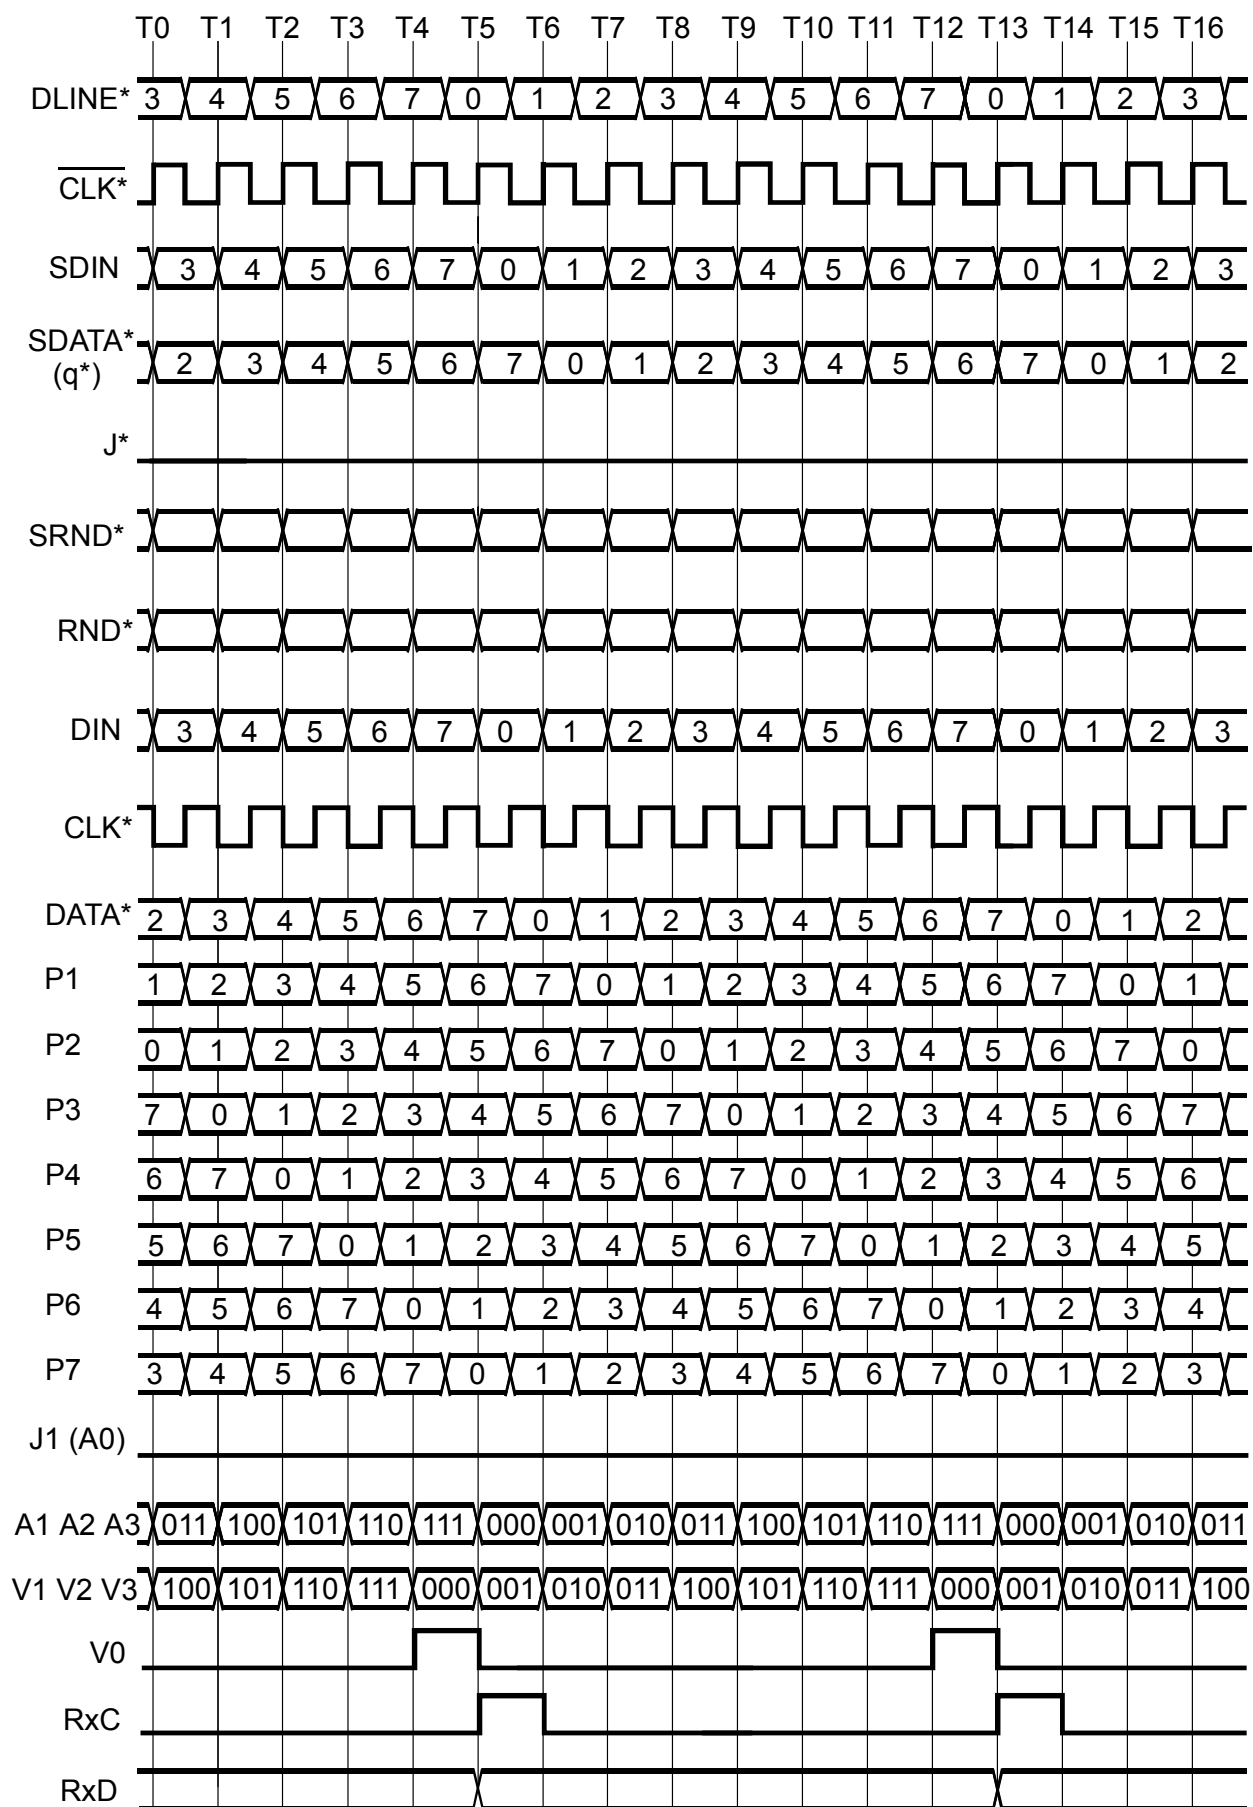 T0 T1 T2 T3 T4 T5 T6 T7 T8 T9 T10 T11 T12 T13 T14 T15 T16
DLINE* 3 4 5 6 7 0 1 2 3 4 5 6 7 0 1 2 3
CLK*
SDIN 3 4 5 6 7 0 1 2 3 4 5 6 7 0 1 2 3
SDATA*
(q*) 2 3 4 5 6 7 0 1 2 3 4 5 6 7 0 1 2
J*
SRND*
RND*
DIN 3 4 5 6 7 0 1 2 3 4 5 6 7 0 1 2 3
CLK*
DATA* 2 3 4 5 6 7 0 1 2 3 4 5 6 7 0 1 2
P1 1 2 3 4 5 6 7 0 1 2 3 4 5 6 7 0 1
P2 0 1 2 3 4 5 6 7 0 1 2 3 4 5 6 7 0
P3 7 0 1 2 3 4 5 6 7 0 1 2 3 4 5 6 7
P4 6 7 0 1 2 3 4 5 6 7 0 1 2 3 4 5 6
P5 5 6 7 0 1 2 3 4 5 6 7 0 1 2 3 4 5
P6 4 5 6 7 0 1 2 3 4 5 6 7 0 1 2 3 4
P7 3 4 5 6 7 0 1 2 3 4 5 6 7 0 1 2 3
J1 (A0)
A1 A2 A3 011 100 101 110 111 000 001 010 011 100 101 110 111 000 001 010 011
V1 V2 V3 100 101 110 111 000 001 010 011 100 101 110 111 000 001 010 011 100
V0
RxC
RxD